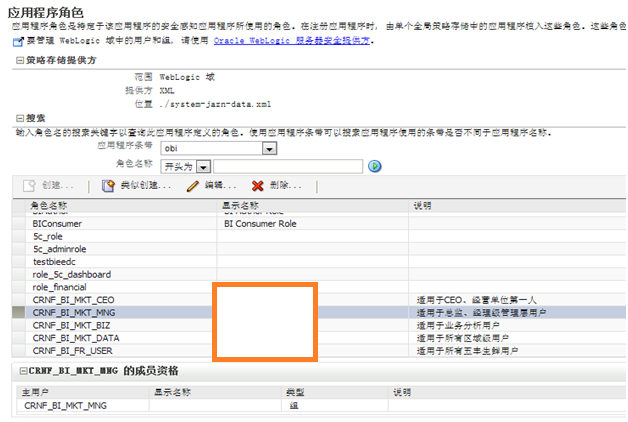 应用程序角色
应用程序角色是特定于该应用程序的安全感知应用程序所使用的角色。在注册应用程序时, 由单个全局策略存储中的应用程序植入这些角色。这些角色
要管理 WebLogic 域中的用户和组, 请使用 Oracle WebLogic 服务器安全提供方。
策略存储提供方
范围 WebLogic 域
提供方 XML
位置 ./system-jazn-data.xml
搜索
输入角色名的搜索关键字以查询此应用程序定义的角色。使用应用程序条带可以搜索应用程序使用的条带是否不同于应用程序名称。
应用程序条带 obi
角色名称 开头为
创建... 类似创建... 编辑... 删除...
角色名称 显示名称 说明
BIAuthor BI Author Role
BIConsumer BI Consumer Role
5c_role
5c_adminrole
testbieedc
role_5c_dashboard
role_financial
CRNF_BI_MKT_CEO 适用于CEO、经营单位第一人
CRNF_BI_MKT_MNG 适用于总监、经理级管理层用户
CRNF_BI_MKT_BIZ 适用于业务分析用户
CRNF_BI_MKT_DATA 适用于所有区域级用户
CRNF_BI_FR_USER 适用于所有五丰生鲜用户
CRNF_BI_MKT_MNG 的成员资格
主用户 显示名称 类型 说明
CRNF_BI_MKT_MNG 组